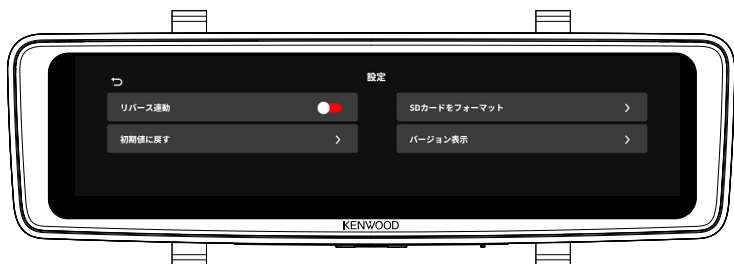 設定
リバース連動
SDカードをフォーマット
初期値に戻す
バージョン表示
KENWOOD